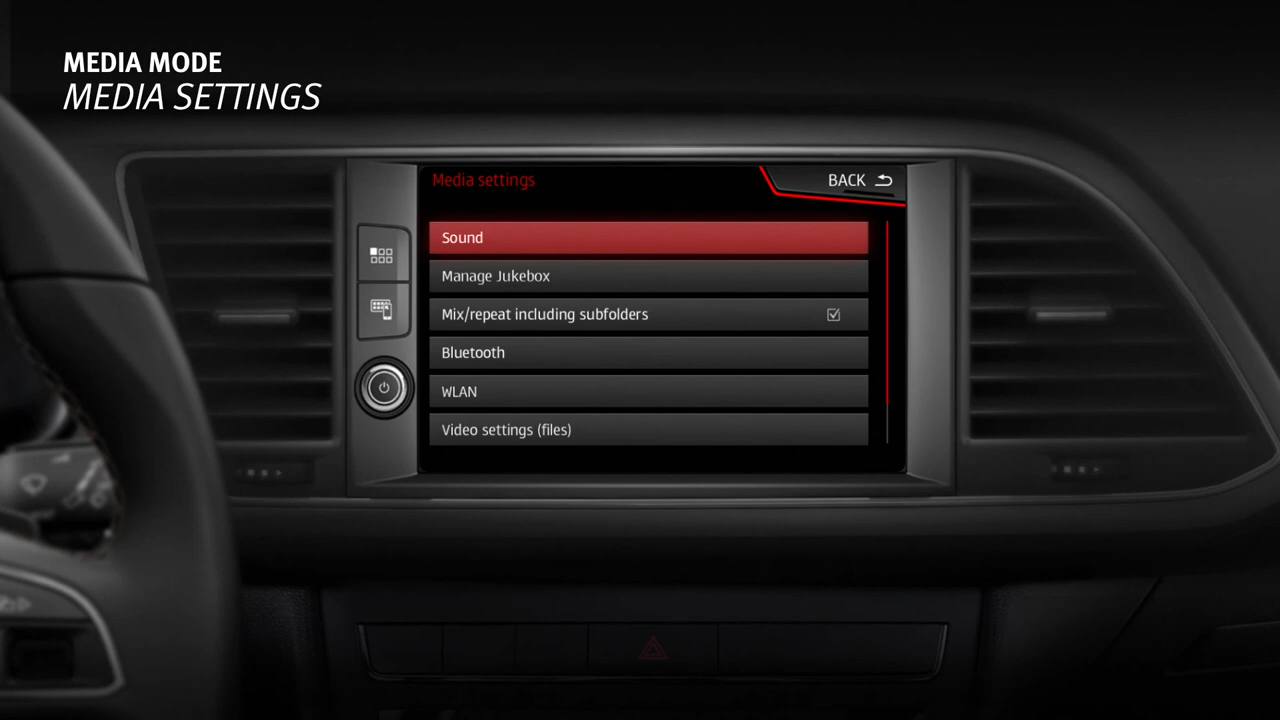 MEDIA MODE
MEDIA SETTINGS
Media settings
BACK
Sound
Manage Jukebox
Mix/repeat including subfolders
Bluetooth
WLAN
Video settings (files)